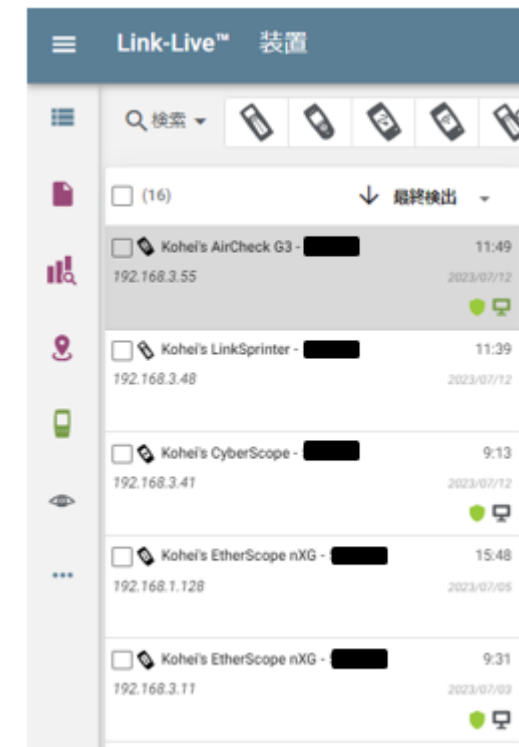 Link-Live™ 装置
検索
(16) 最終検出
Kohei's AirCheck G3 - 11:49
192.168.3.55 2023/07/12
Kohei's LinkSprinter - 11:39
192.168.3.48 2023/07/12
Kohei's CyberScope - 9:13
192.168.3.41 2023/07/12
Kohei's EtherScope nXG - 15:48
192.168.1.128 2023/07/05
Kohei's EtherScope nXG - 9:31
192.168.3.11 2023/07/03